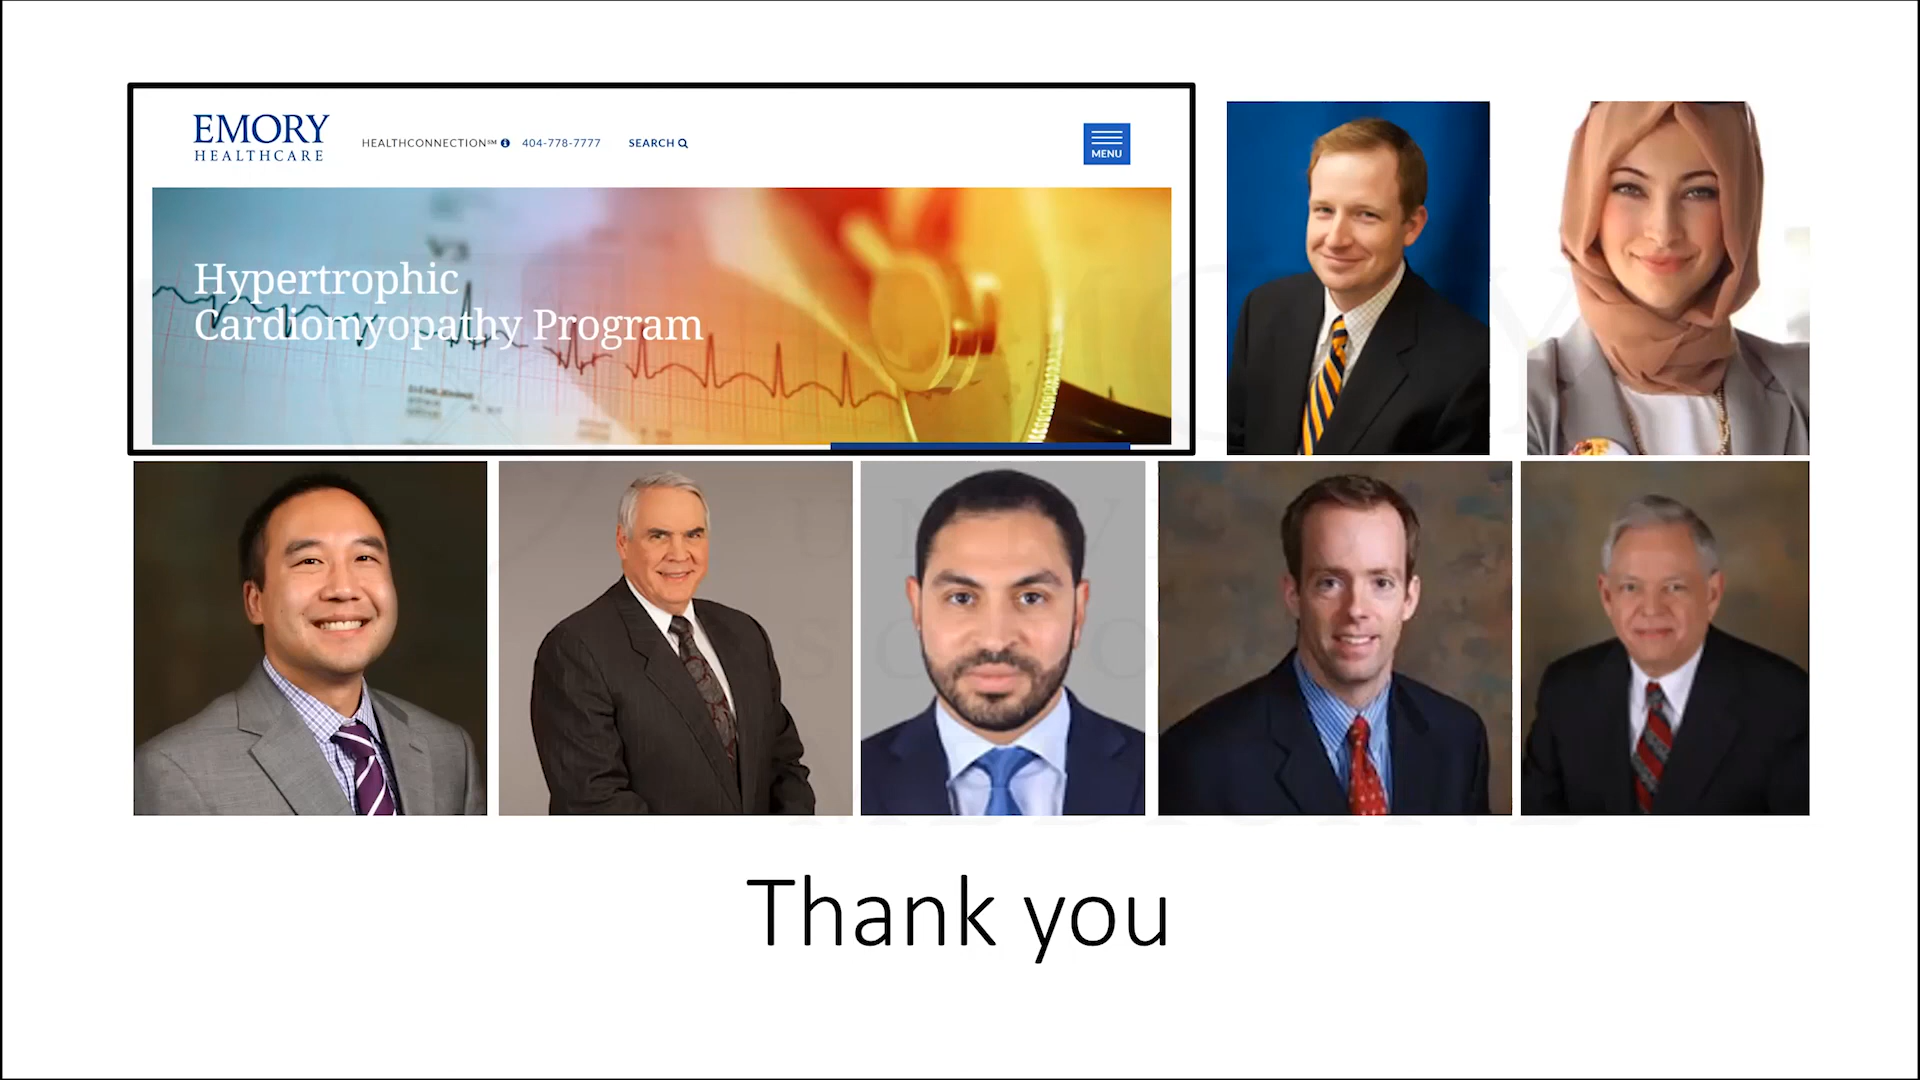 EMORY
HEALTHCARE
HEALTHCONNECTION℠ 404-778-7777 SEARCH
MENU
Hypertrophic
Cardiomyopathy Program
Thank you